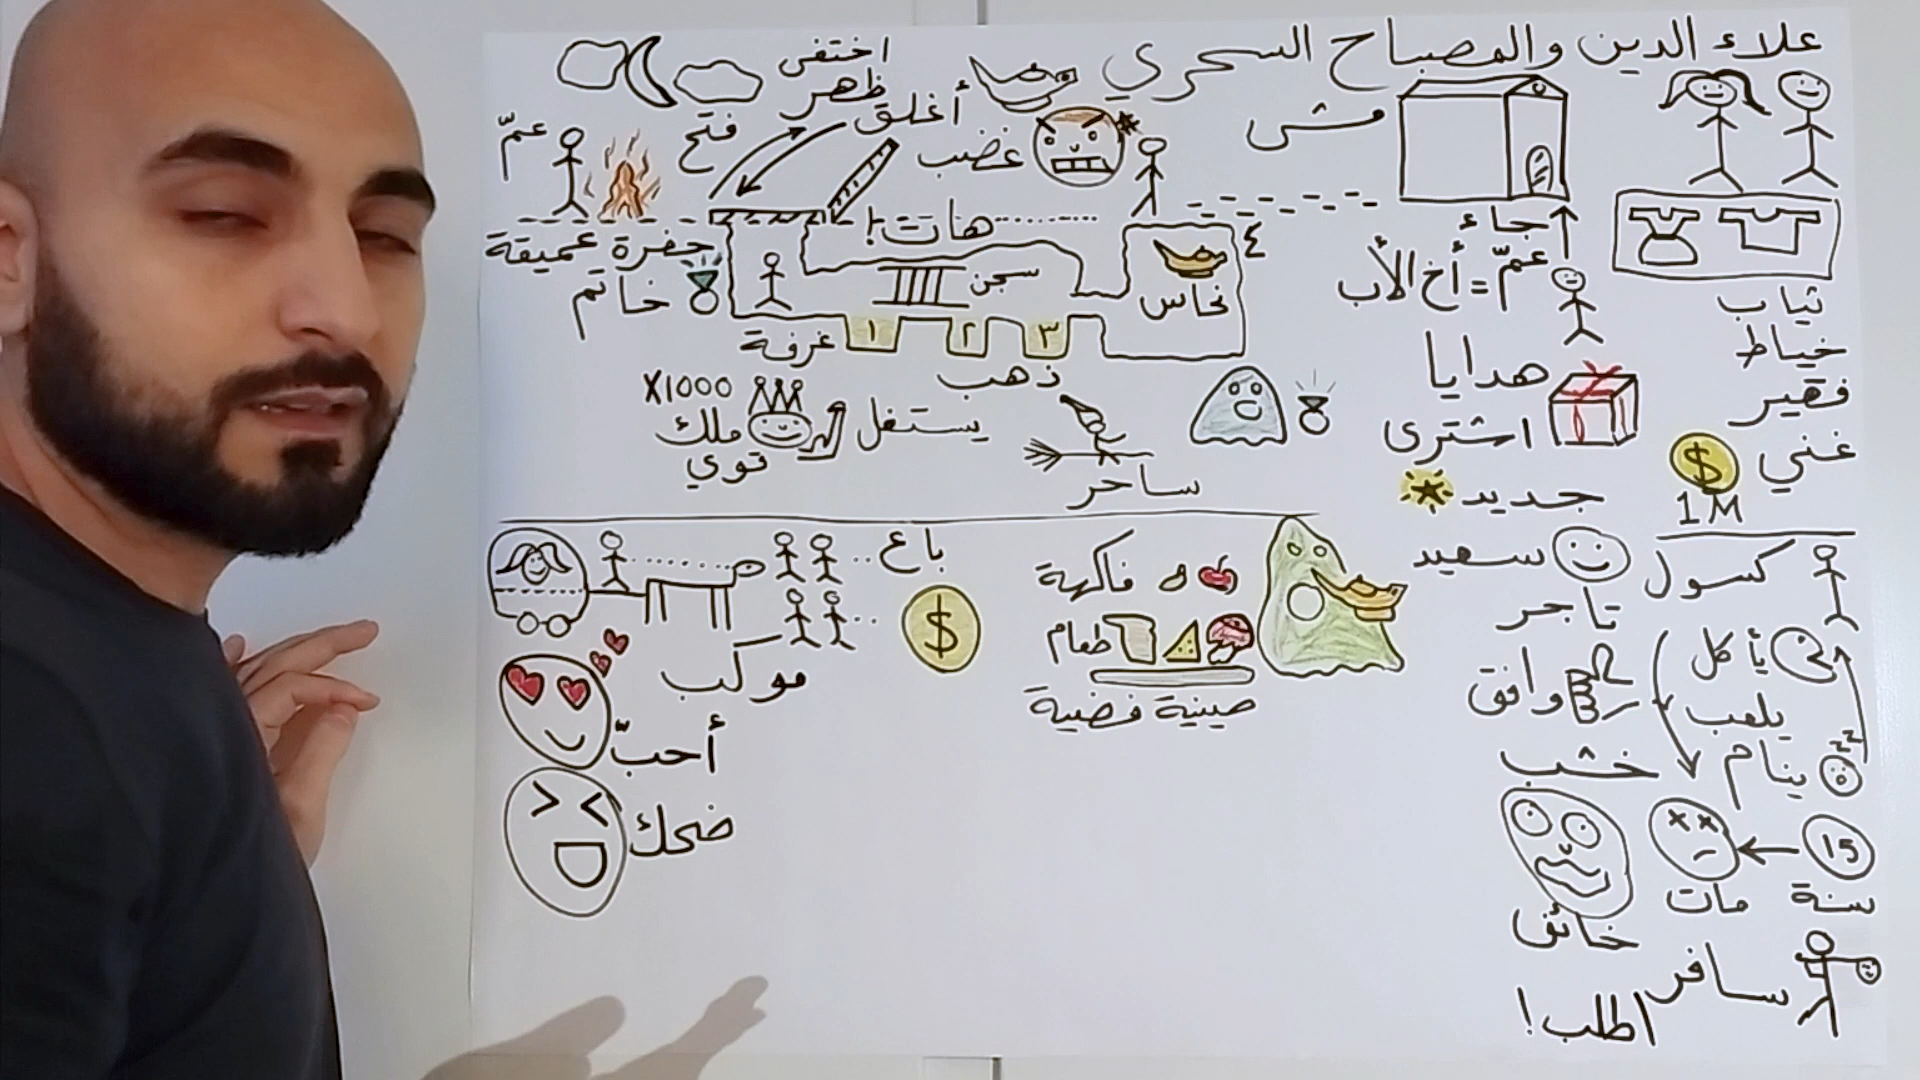 علاء الدين والمصباح السحري
ثياب
خياط
فقير
غني
$
1M
كسول
يأكل
يلعب
ينام
zzz
15
سنة
مات
سافر
مش
جاء
عمّ = أخ الأب
هدايا
اشترى
جديد
سعيد
تاجر
وافق
خشب
خائف
اطلب!
اختفى
ظهر
أغلق
فتح
غضب
عمّ
هات!
حفرة عميقة
خاتم
سجن
٤
نحاس
١ ٢ ٣
غرفة
ذهب
ساحر
يستغل
X1000
ملك
قوي
باع
$
موكب
أحبّ
ضحك
فاكهة
طعام
صينية فضية